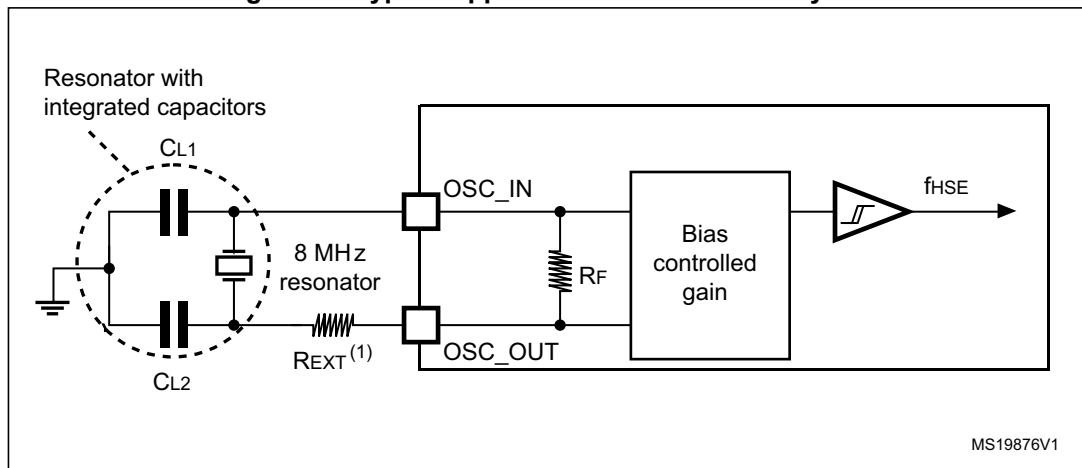 Resonator with
integrated capacitors
CL1
OSC_IN
fHSE
8 MHz
resonator
RF
Bias
controlled
gain
REXT(1)
OSC_OUT
CL2
MS19876V1